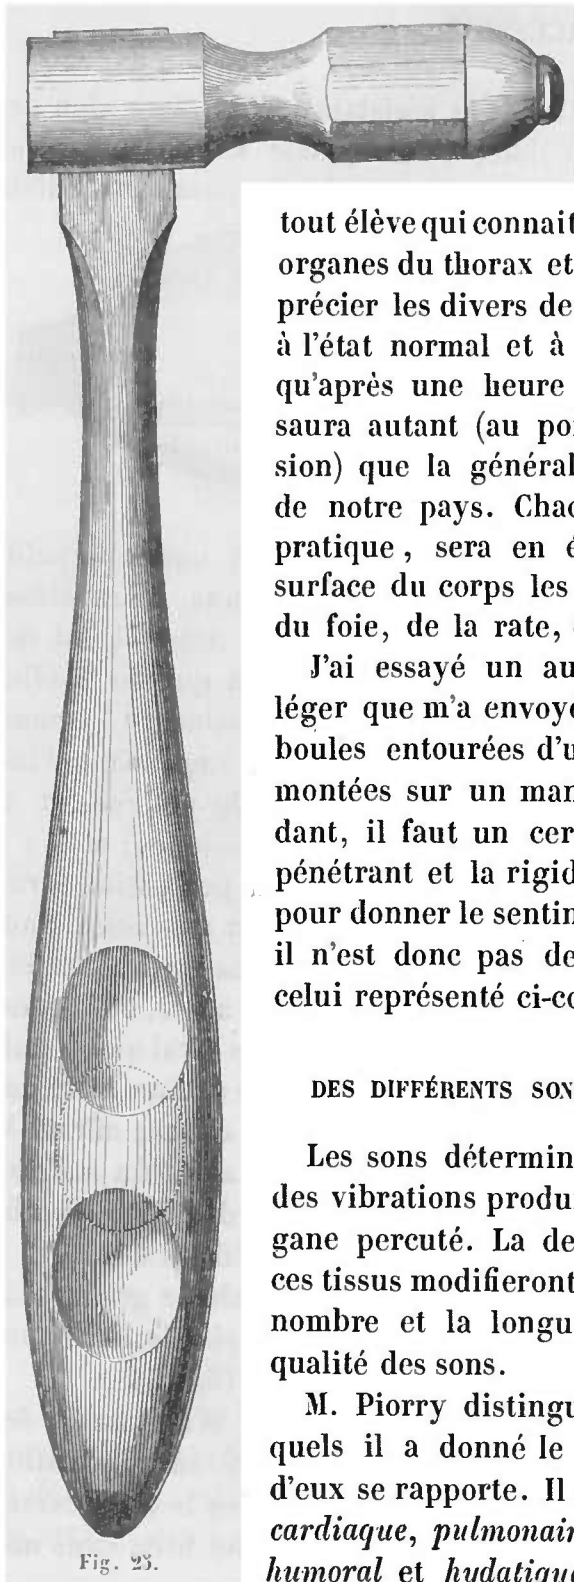 tout élève qui connait
organes du thorax et
précier les divers de
à l'état normal et à
qu'après une heure
saura autant (au poi
sion) que la général
de notre pays. Chac
pratique, sera en é
surface du corps les
du foie, de la rate,
J'ai essayé un au
léger que m'a envoyé
boules entourées d'u
montées sur un man
dant, il faut un cer
pénétrant et la rigid
pour donner le sentin
il n'est donc pas de
celui représenté ci-co
DES DIFFÉRENTS SON
Les sons détermin
des vibrations produi
gane percuté. La de
ces tissus modifieront
nombre et la longu
qualité des sons.
M. Piorry distingu
quels il a donné le
d'eux se rapporte. Il
cardiaque, pulmonair
humoral et hydatique
Fig. 25.